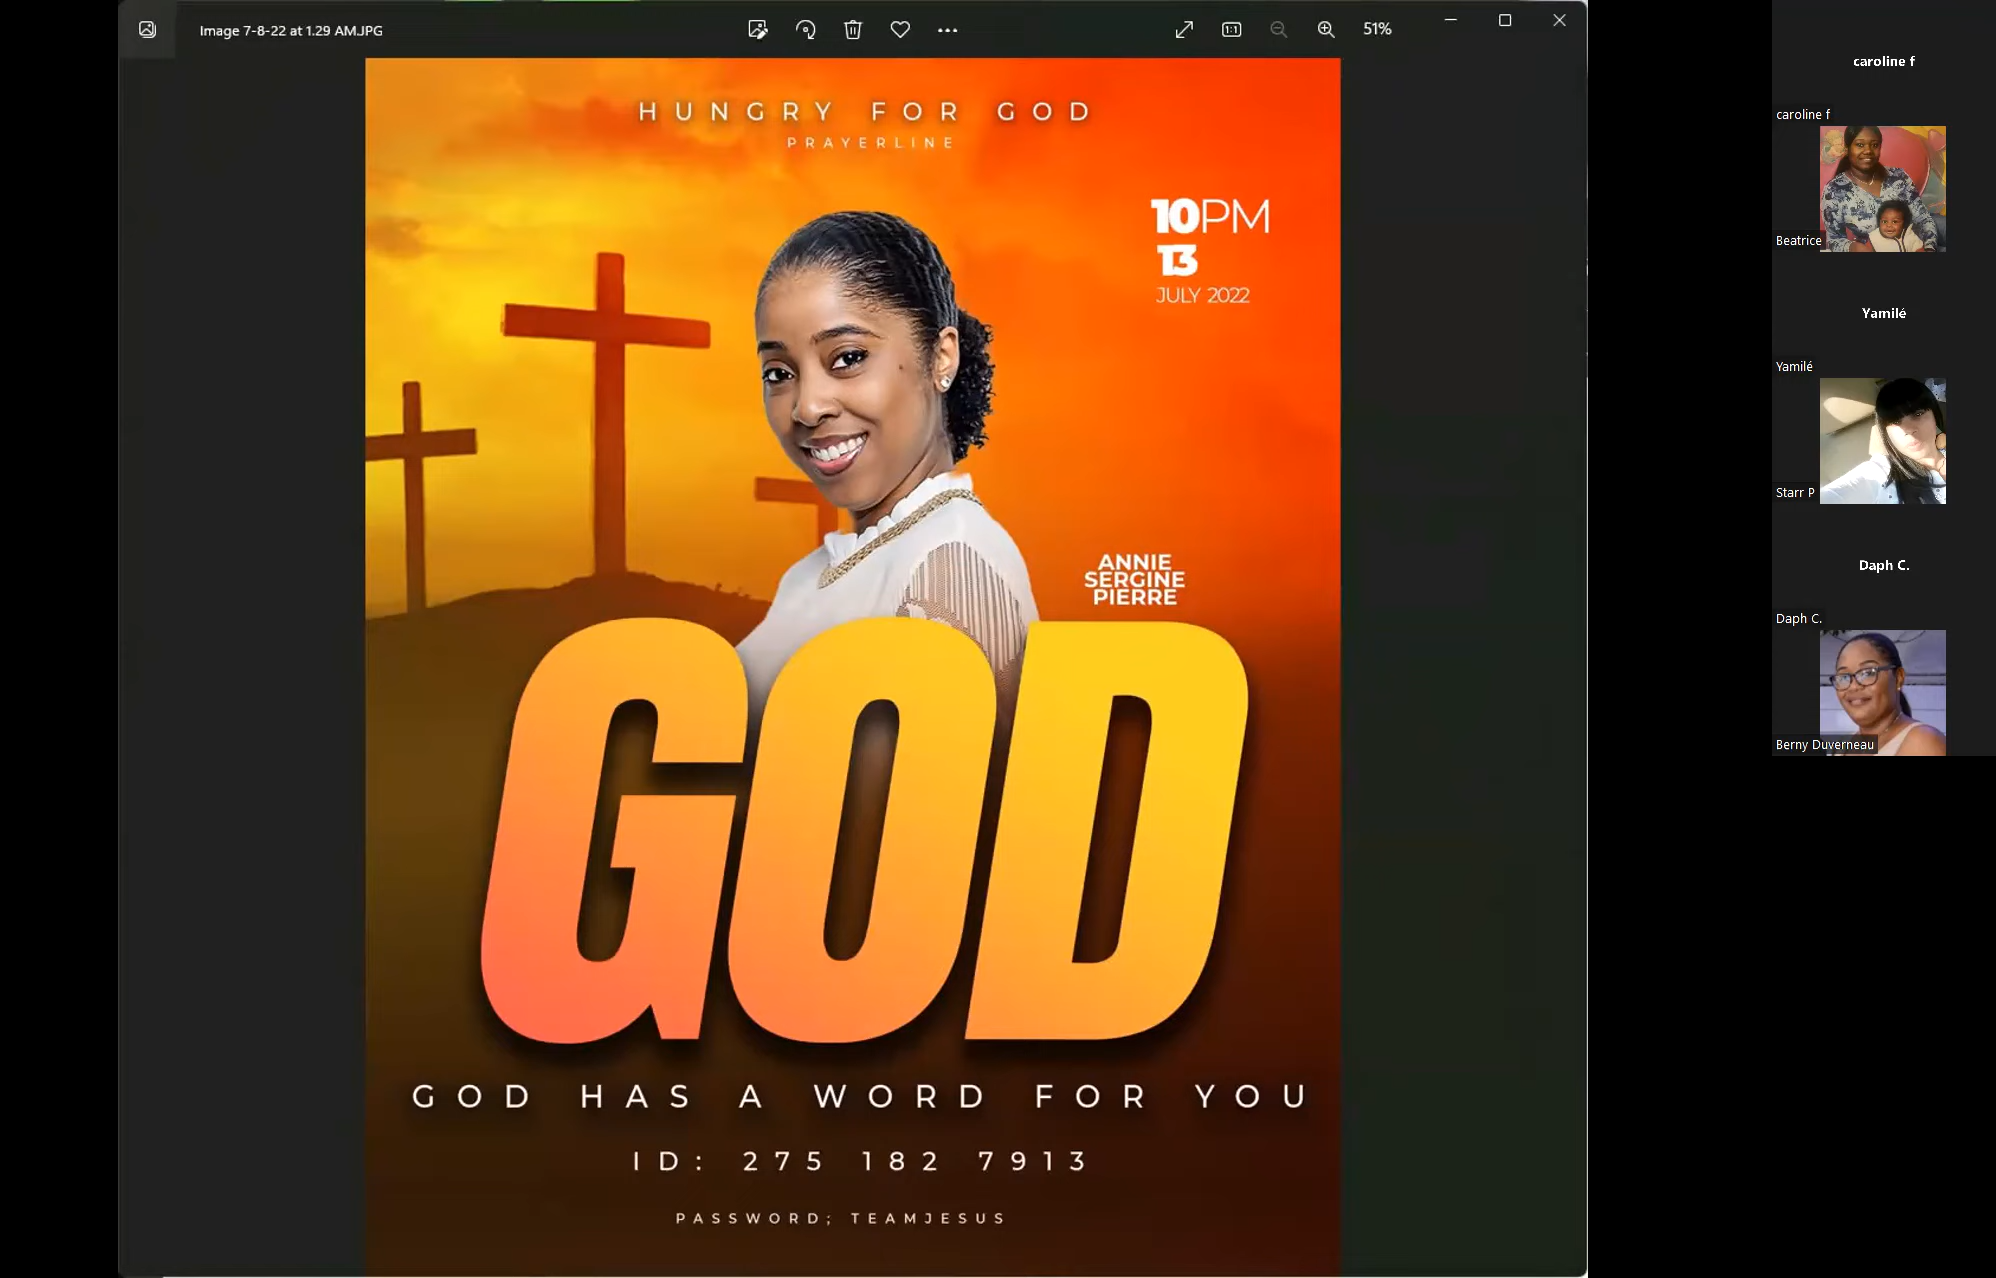 Image 7-8-22 at 1.29 AM.JPG
51%
HUNGRY FOR GOD
PRAYERLINE
10PM
13
JULY 2022
ANNIE
SERGINE
PIERRE
GOD
GOD HAS A WORD FOR YOU
ID: 275 182 7913
PASSWORD; TEAMJESUS
caroline f
caroline f
Beatrice
Yamilé
Yamilé
Starr P
Daph C.
Daph C.
Berny Duverneau